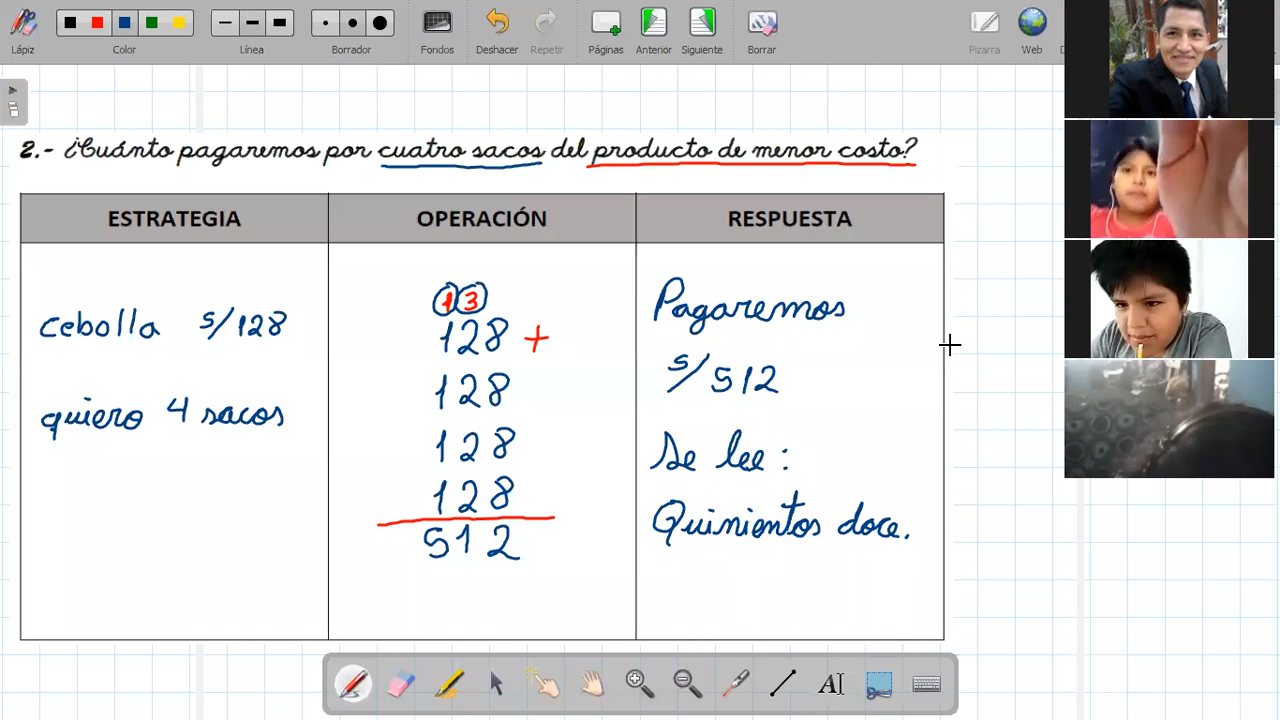 Lápiz Color Línea Borrador Fondos Deshacer Repetir Páginas Anterior Siguiente Borrar Pizarra Web
2.- ¿Cuánto pagaremos por cuatro sacos del producto de menor costo?
ESTRATEGIA OPERACIÓN RESPUESTA
cebolla s/128
quiero 4 sacos
1 3
128 +
128
128
128
512
Pagaremos
s/512
Se lee:
Quinientos doce.